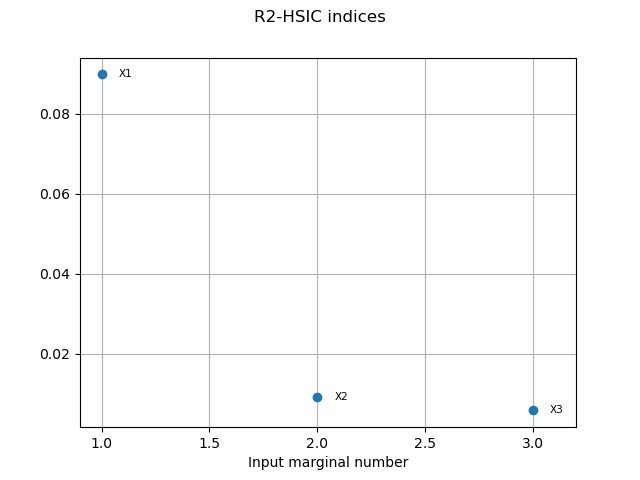 R2-HSIC indices
X1
0.08
0.06
0.04
0.02
X2
X3
1.0 1.5 2.0 2.5 3.0
Input marginal number